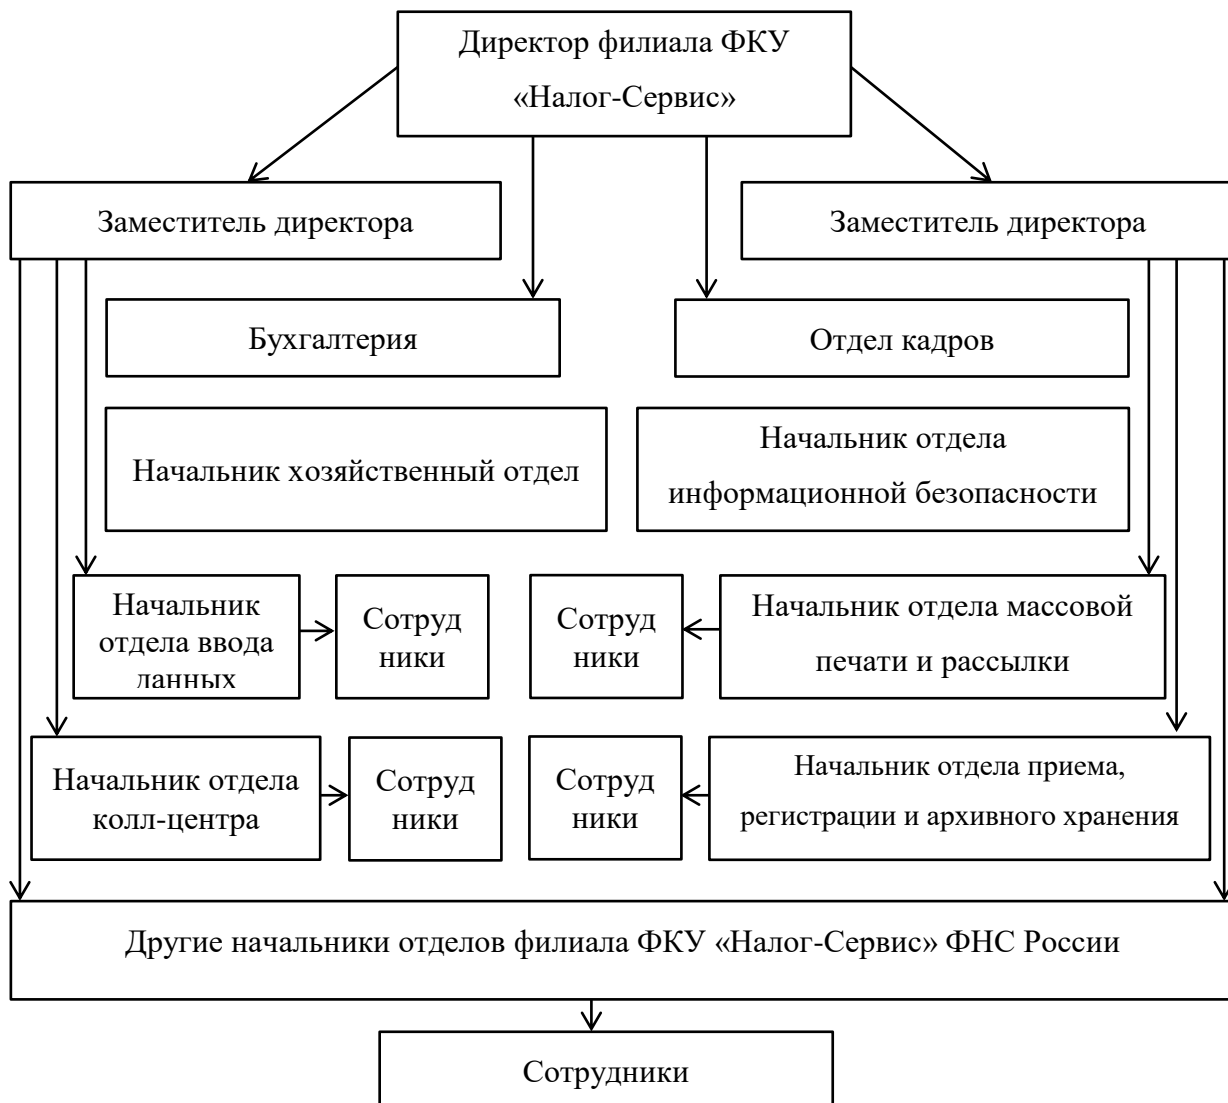 Директор филиала ФКУ
«Налог-Сервис»
Заместитель директора
Заместитель директора
Бухгалтерия
Отдел кадров
Начальник хозяйственный отдел
Начальник отдела
информационной безопасности
Начальник
отдела ввода
данных
Сотруд
ники
Сотруд
ники
Начальник отдела массовой
печати и рассылки
Начальник отдела
колл-центра
Сотруд
ники
Сотруд
ники
Начальник отдела приема,
регистрации и архивного хранения
Другие начальники отделов филиала ФКУ «Налог-Сервис» ФНС России
Сотрудники